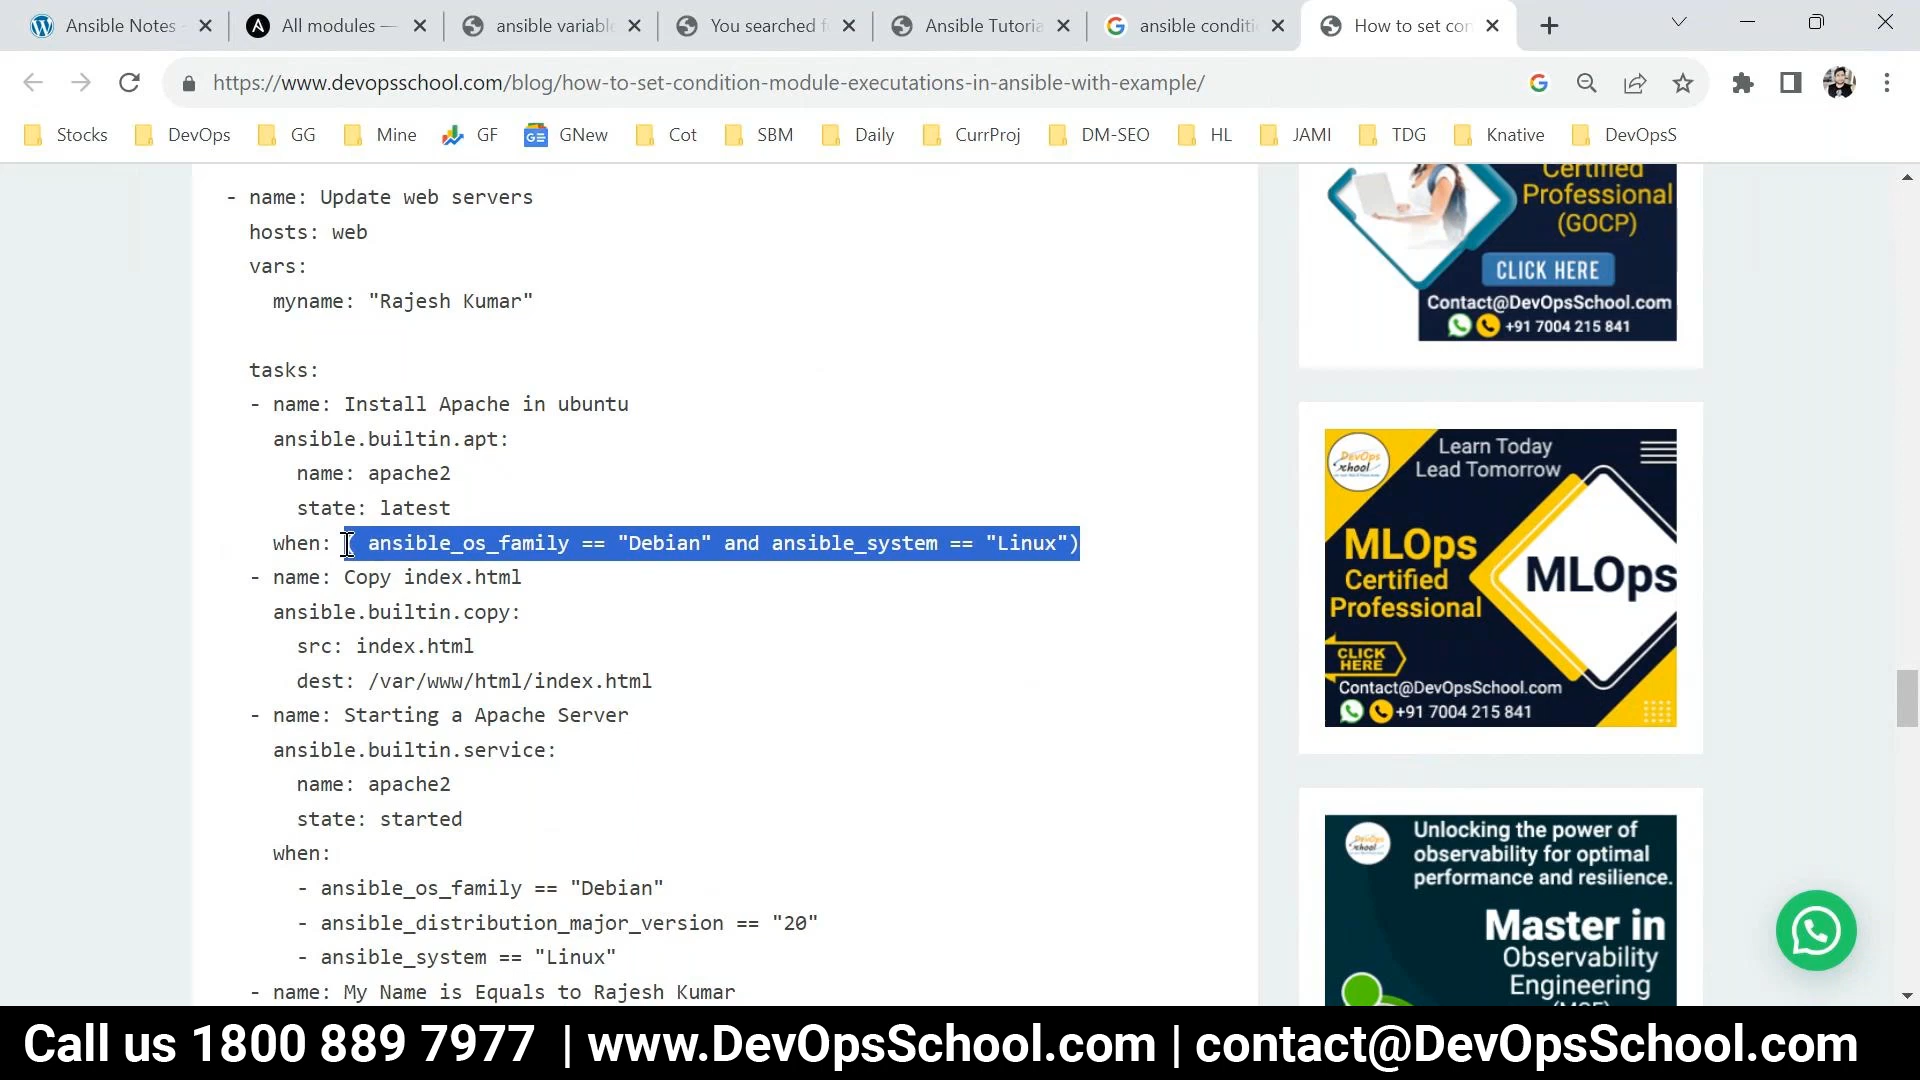 Ansible Notes -
All modules —
ansible variabl
You searched f
Ansible Tutoria
ansible conditi
How to set con
https://www.devopsschool.com/blog/how-to-set-condition-module-executations-in-ansible-with-example/
Stocks
DevOps
GG
Mine
GF
GNew
Cot
SBM
Daily
CurrProj
DM-SEO
HL
JAMI
TDG
Knative
DevOpsS
- name: Update web servers
hosts: web
vars:
myname: "Rajesh Kumar"
tasks:
- name: Install Apache in ubuntu
ansible.builtin.apt:
name: apache2
state: latest
when: ( ansible_os_family == "Debian" and ansible_system == "Linux")
- name: Copy index.html
ansible.builtin.copy:
src: index.html
dest: /var/www/html/index.html
- name: Starting a Apache Server
ansible.builtin.service:
name: apache2
state: started
when:
- ansible_os_family == "Debian"
- ansible_distribution_major_version == "20"
- ansible_system == "Linux"
- name: My Name is Equals to Rajesh Kumar
Certified
Professional
(GOCP)
CLICK HERE
Contact@DevOpsSchool.com
+91 7004 215 841
DevOps
School
Learn Today
Lead Tomorrow
MLOps
Certified
Professional
MLOps
CLICK
HERE
Contact@DevOpsSchool.com
+91 7004 215 841
DevOps
School
Unlocking the power of
observability for optimal
performance and resilience.
Master in
Observability
Engineering
Call us 1800 889 7977 | www.DevOpsSchool.com | contact@DevOpsSchool.com